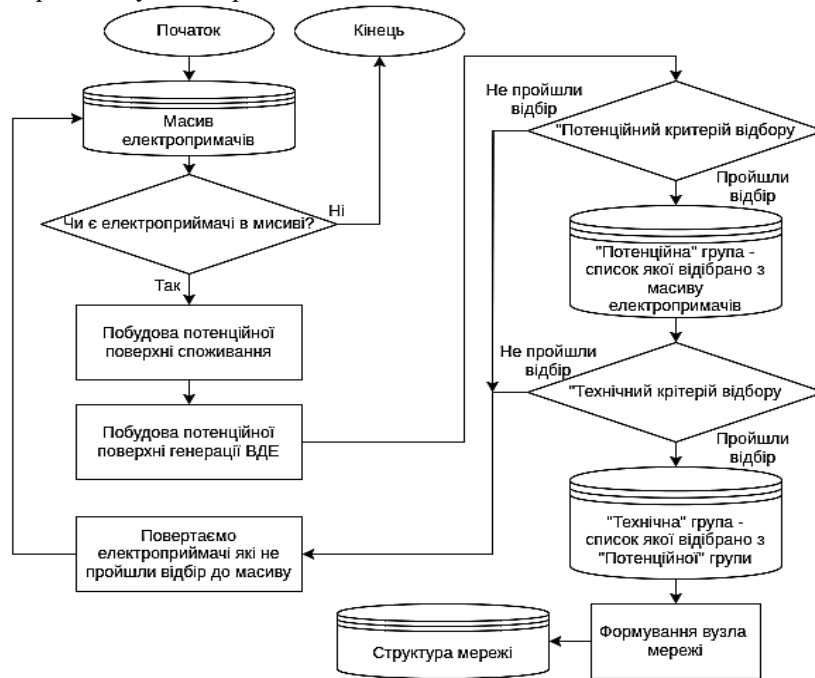 Початок
Кінець
Масив
електропримачів
Чи є електроприймачі в мисиві?
Ні
Так
Побудова потенційної
поверхні споживання
Побудова потенційної
поверхні генерації ВДЕ
Повертаємо
електроприймачі які не
пройшли відбір до масиву
Не пройшли
відбір
"Потенційний критерій відбору
Пройшли
відбір
"Потенційна" група -
список якої відібрано з
масиву
електропримачів
Не пройшли
відбір
"Технічний крітерій відбору
Пройшли
відбір
"Технічна" група -
список якої відібрано з
"Потенційної" групи
Формування вузла
мережі
Структура мережі